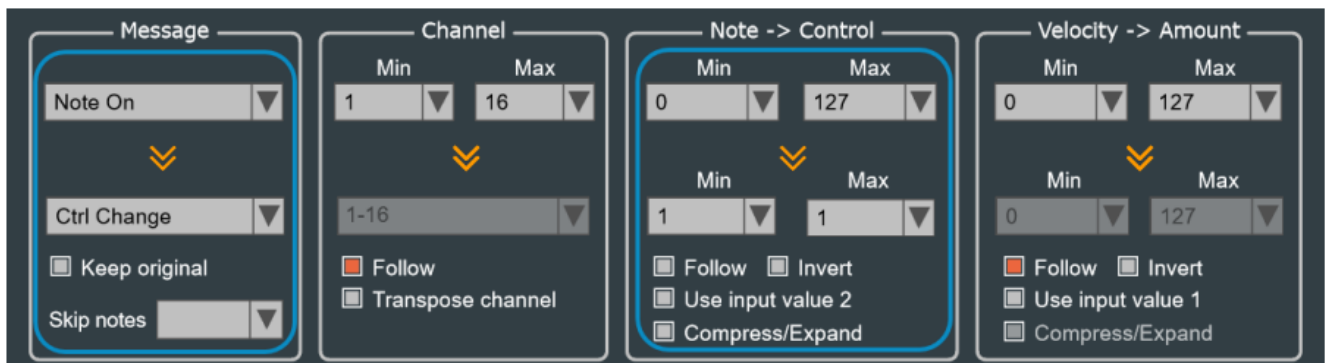 Message
Note On
Ctrl Change
Keep original
Skip notes
Channel
Min Max
1 16
1-16
Follow
Transpose channel
Note -> Control
Min Max
0 127
Min Max
1 1
Follow Invert
Use input value 2
Compress/Expand
Velocity -> Amount
Min Max
0 127
Min Max
0 127
Follow Invert
Use input value 1
Compress/Expand